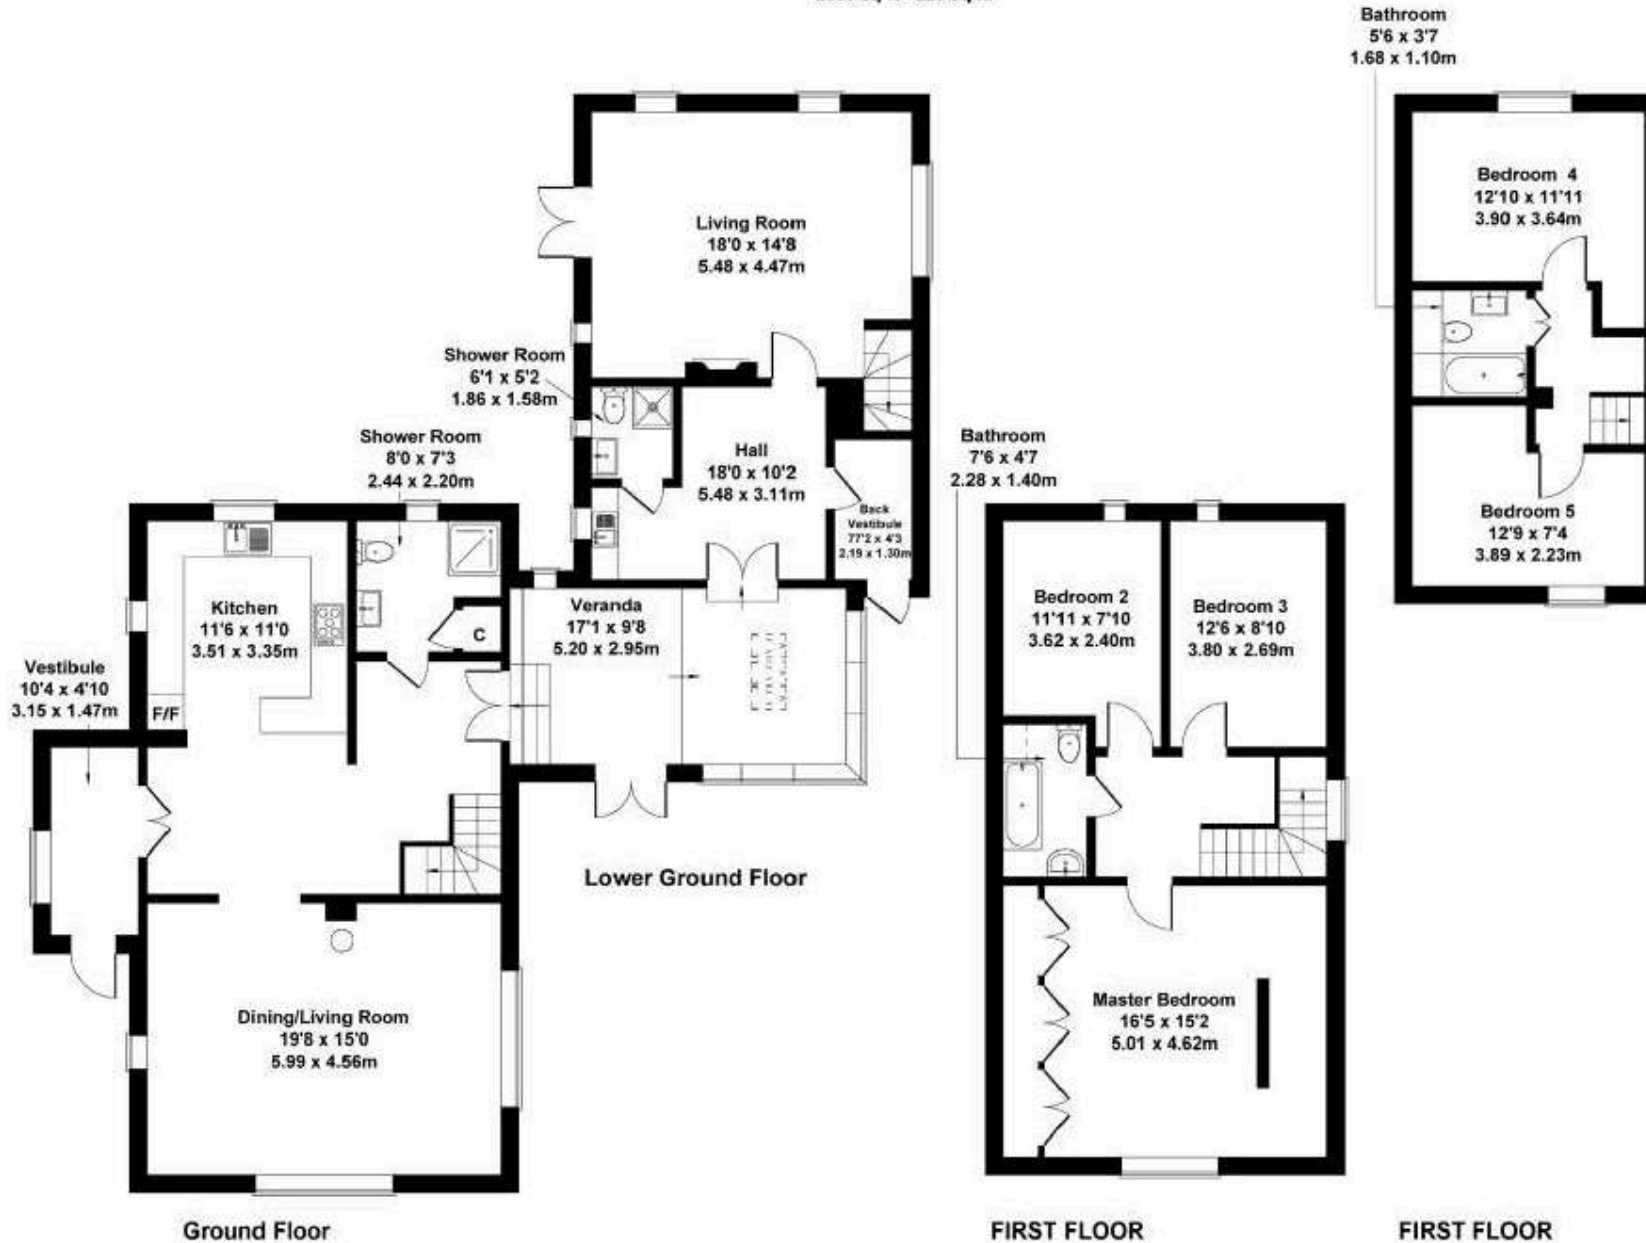 Bathroom
5'6 x 3'7
1.68 x 1.10m
Bedroom 4
12'10 x 11'11
3.90 x 3.64m
Living Room
18'0 x 14'8
5.48 x 4.47m
Shower Room
6'1 x 5'2
1.86 x 1.58m
Shower Room
8'0 x 7'3
2.44 x 2.20m
Hall
18'0 x 10'2
5.48 x 3.11m
Back
Vestibule
77'2 x 4'3
2.19 x 1.30m
Bathroom
7'6 x 4'7
2.28 x 1.40m
Bedroom 5
12'9 x 7'4
3.89 x 2.23m
Kitchen
11'6 x 11'0
3.51 x 3.35m
C
Veranda
17'1 x 9'8
5.20 x 2.95m
Bedroom 2
11'11 x 7'10
3.62 x 2.40m
Bedroom 3
12'6 x 8'10
3.80 x 2.69m
Vestibule
10'4 x 4'10
3.15 x 1.47m
F/F
Lower Ground Floor
Dining/Living Room
19'8 x 15'0
5.99 x 4.56m
Master Bedroom
16'5 x 15'2
5.01 x 4.62m
Ground Floor
FIRST FLOOR
FIRST FLOOR